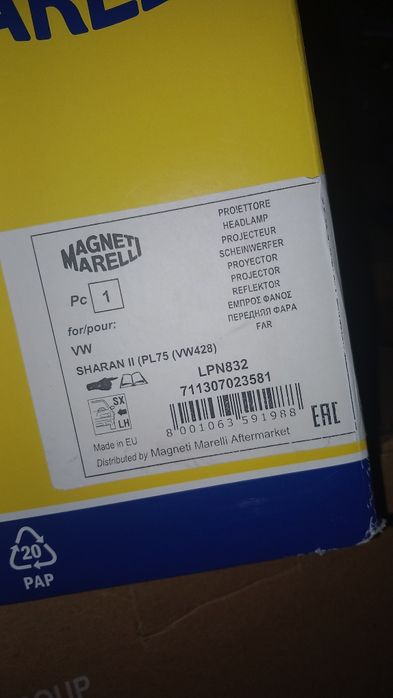 MAGNETI
MARELLI
PROIETTORE
HEADLAMP
PROJECTEUR
SCHEINWERFER
PROYECTOR
PROJECTOR
REFLEKTOR
ΕΜΠΡΟΣ ΦΑΝΟΣ
ПЕРЕДНЯЯ ФАРА
FAR
Pc 1
for/pour:
VW
SHARAN II (PL75 (VW428)
LPN832
711307023581
8 001063 591988
SX
LH
EAC
Made in EU
Distributed by Magneti Marelli Aftermarket
20
PAP